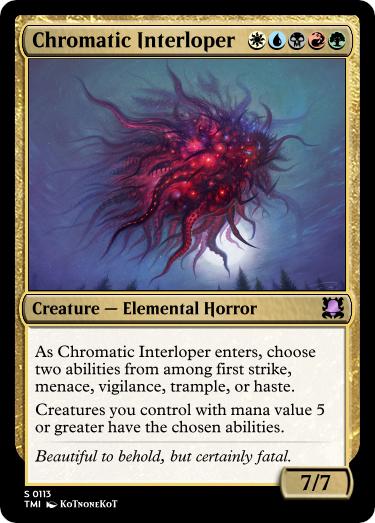 Chromatic Interloper
Creature — Elemental Horror
As Chromatic Interloper enters, choose
two abilities from among first strike,
menace, vigilance, trample, or haste.
Creatures you control with mana value 5
or greater have the chosen abilities.
Beautiful to behold, but certainly fatal.
7/7
S 0113
TMI KoTnoneKoT